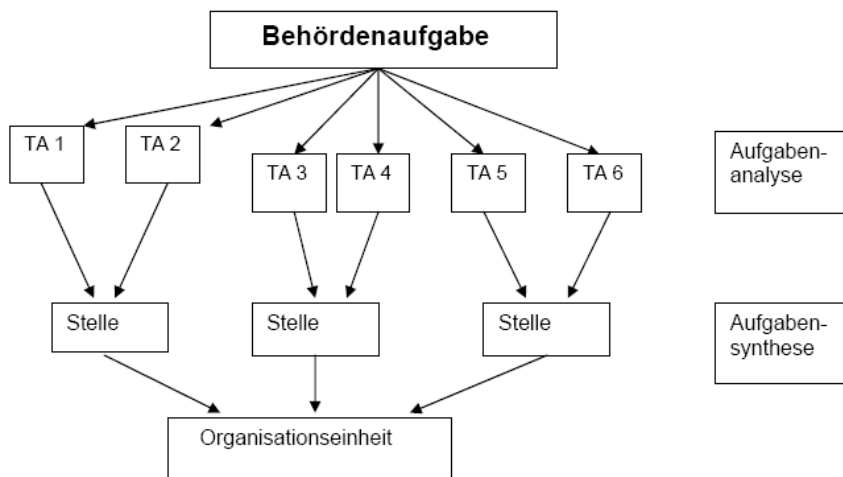 Behördenaufgabe
TA 1
TA 2
TA 3
TA 4
TA 5
TA 6
Aufgaben-
analyse
Stelle
Stelle
Stelle
Aufgaben-
synthese
Organisationseinheit